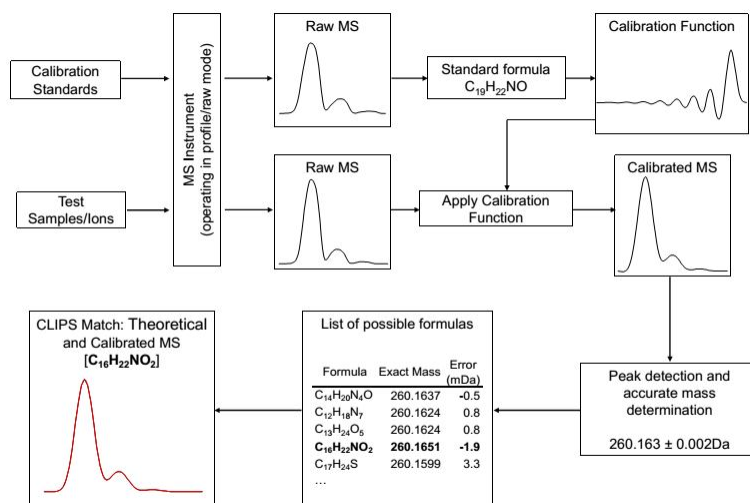 Raw MS
Calibration Function
Calibration
Standards
MS Instrument
(operating in profile/raw mode)
Standard formula
C₁₉H₂₂NO
Raw MS
Calibrated MS
Test
Samples/Ions
Apply Calibration
Function
CLIPS Match: Theoretical
and Calibrated MS
[C₁₆H₂₂NO₂]
List of possible formulas
Formula Exact Mass Error
(mDa)
C₁₄H₂₀N₄O 260.1637 -0.5
C₁₂H₁₈N₇ 260.1624 0.8
C₁₃H₂₄O₅ 260.1624 0.8
C₁₆H₂₂NO₂ 260.1651 -1.9
C₁₇H₂₄S 260.1599 3.3
...
Peak detection and
accurate mass
determination
260.163 ± 0.002Da